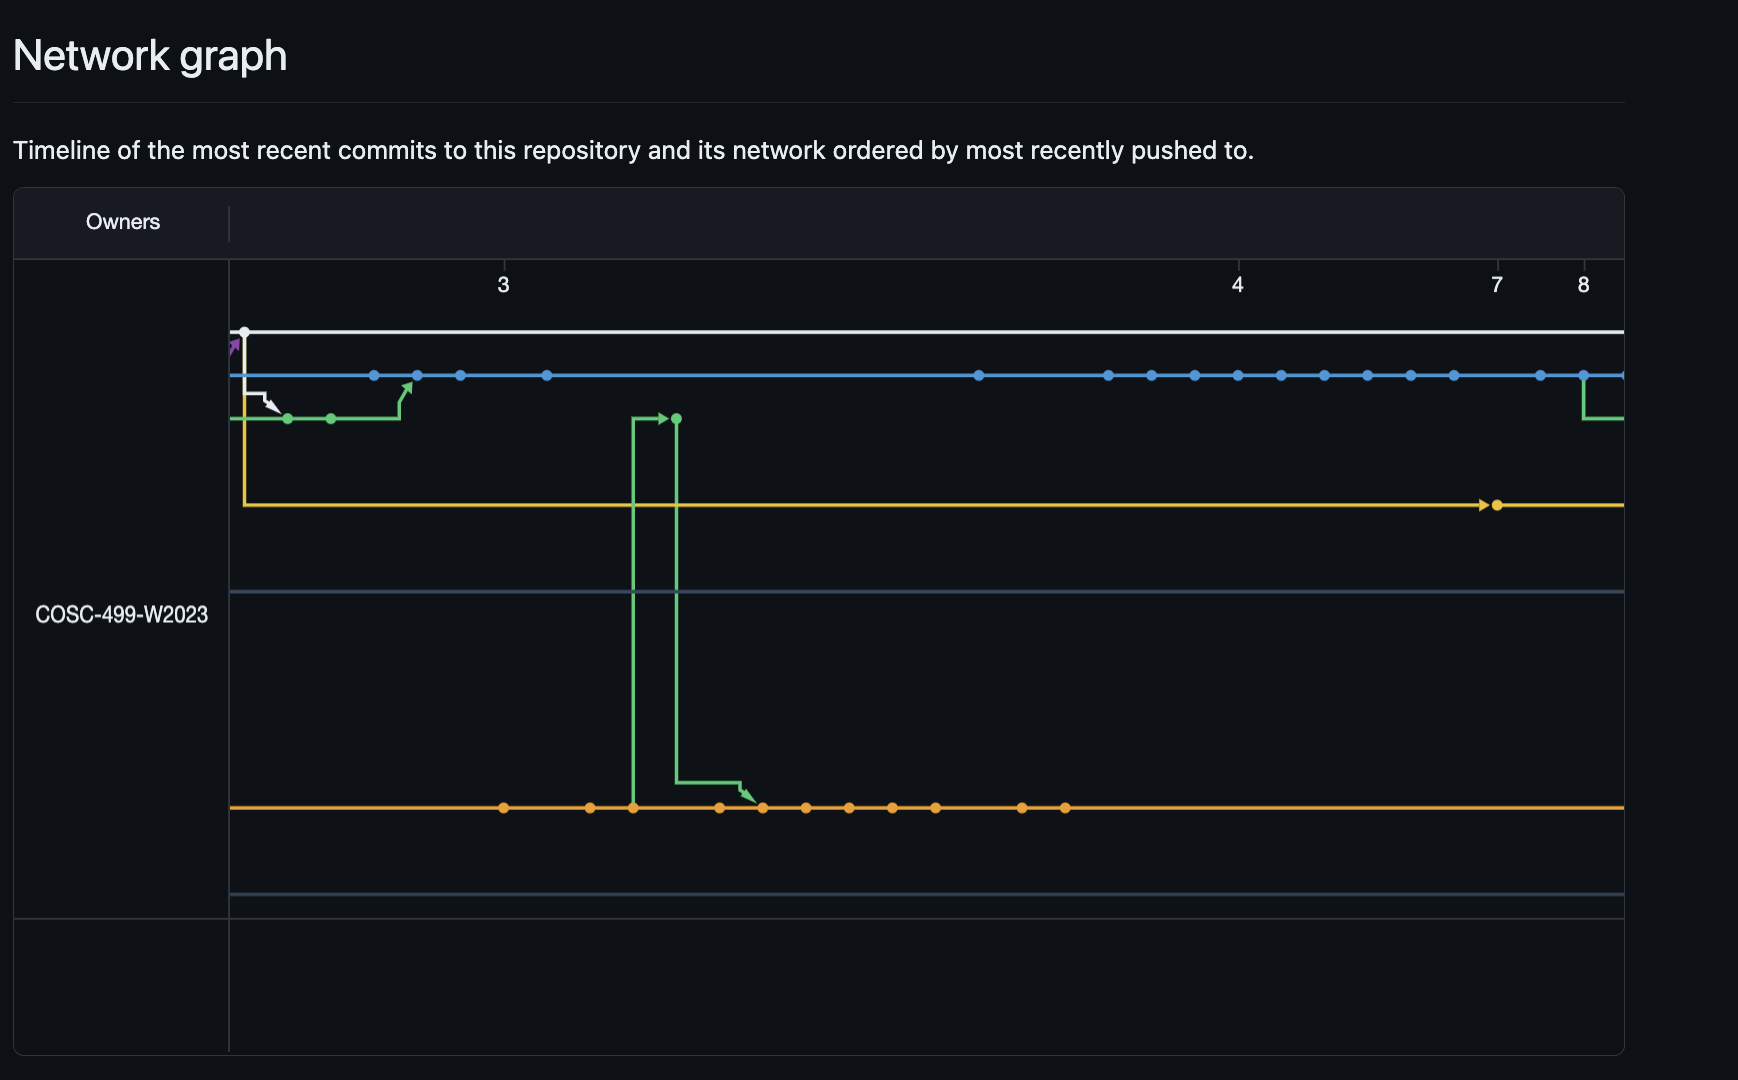 Network graph
Timeline of the most recent commits to this repository and its network ordered by most recently pushed to.
Owners
3 4 7 8
COSC-499-W2023